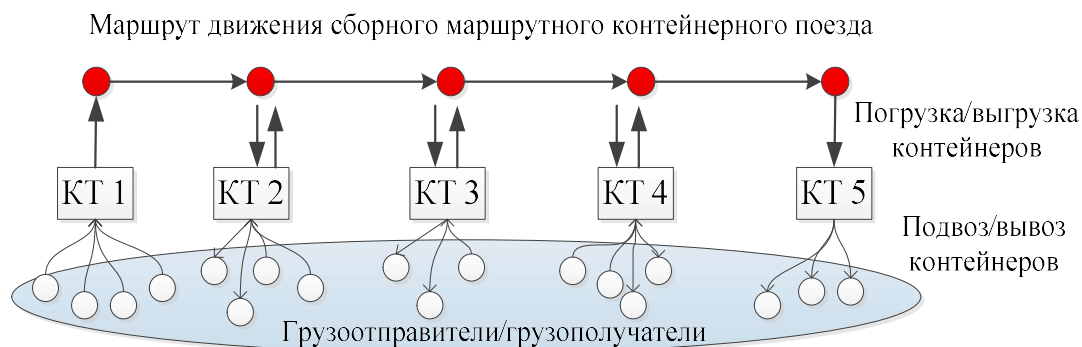 Маршрут движения сборного маршрутного контейнерного поезда
Погрузка/выгрузка
контейнеров
КТ 1
КТ 2
КТ 3
КТ 4
КТ 5
Подвоз/вывоз
контейнеров
Грузоотправители/грузополучатели